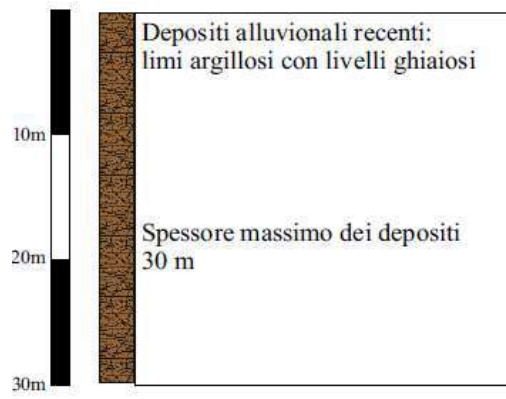 Depositi alluvionali recenti:
limi argillosi con livelli ghiaiosi
10m
Spessore massimo dei depositi
20m
30 m
30m